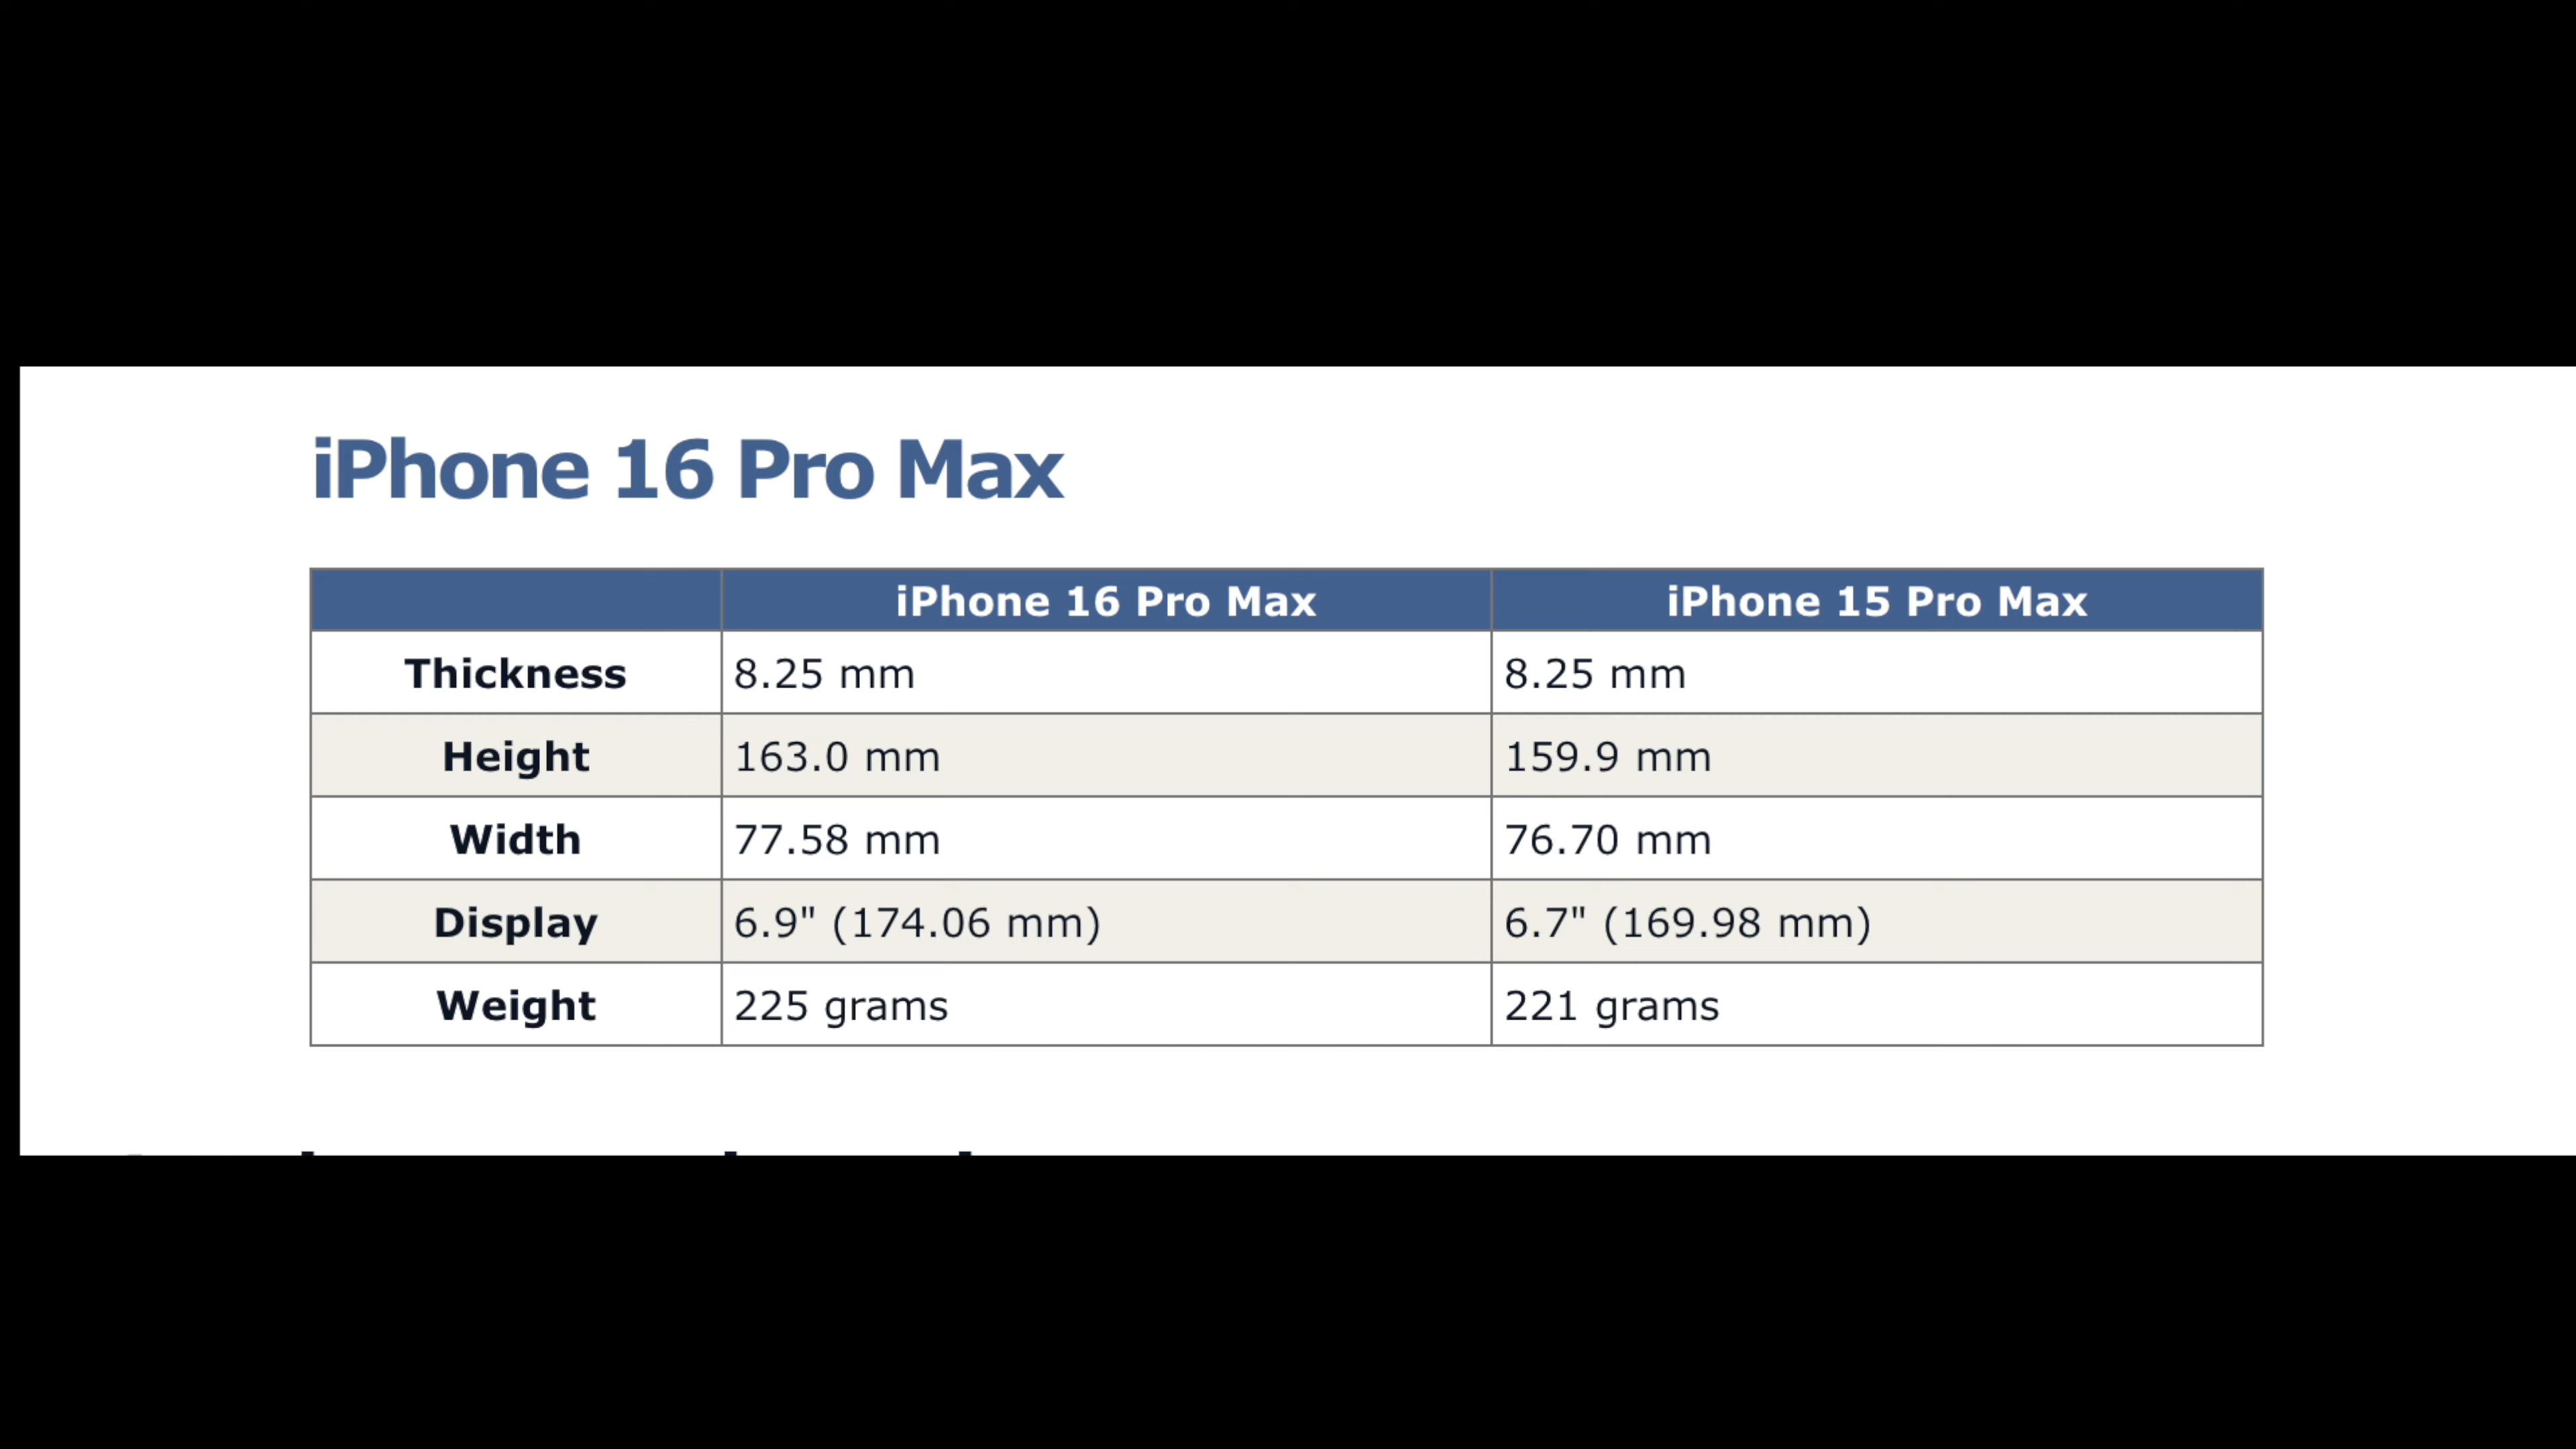 iPhone 16 Pro Max
iPhone 16 Pro Max iPhone 15 Pro Max
Thickness 8.25 mm 8.25 mm
Height 163.0 mm 159.9 mm
Width 77.58 mm 76.70 mm
Display 6.9" (174.06 mm) 6.7" (169.98 mm)
Weight 225 grams 221 grams